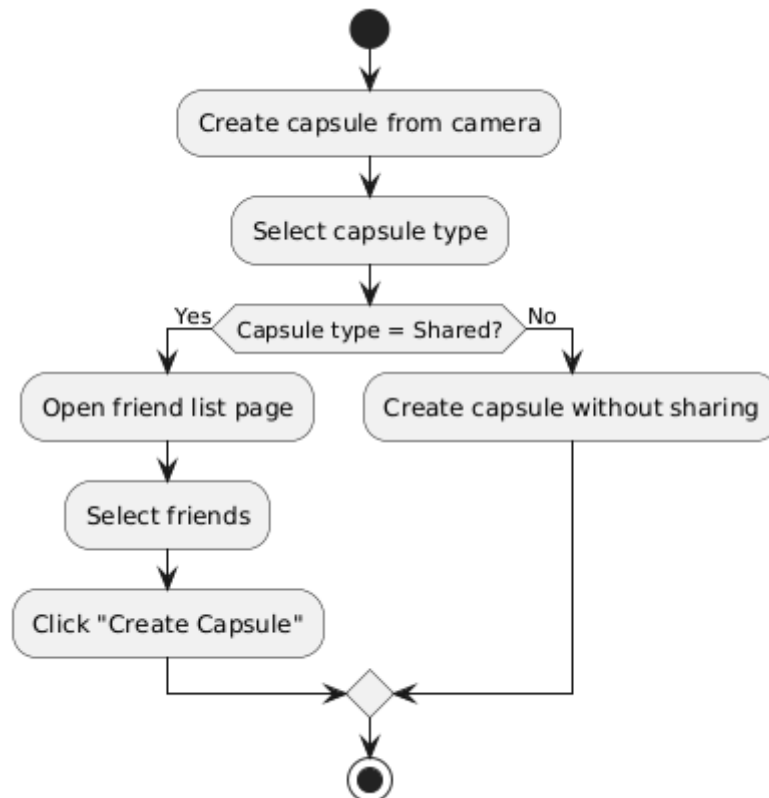 Create capsule from camera
Select capsule type
Yes
Capsule type = Shared?
No
Open friend list page
Create capsule without sharing
Select friends
Click "Create Capsule"